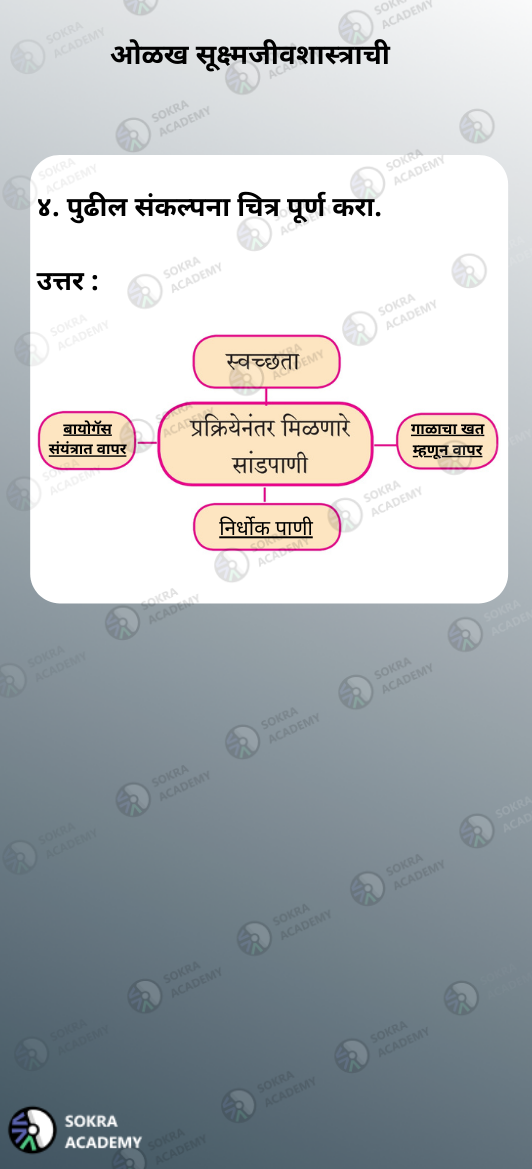 ओळख सूक्ष्मजीवशास्त्राची
४. पुढील संकल्पना चित्र पूर्ण करा.
उत्तर :
स्वच्छता
बायोगॅस
संयंत्रात वापर
प्रक्रियेनंतर मिळणारे
सांडपाणी
गाळाचा खत
म्हणून वापर
निर्धोक पाणी
SOKRA
ACADEMY